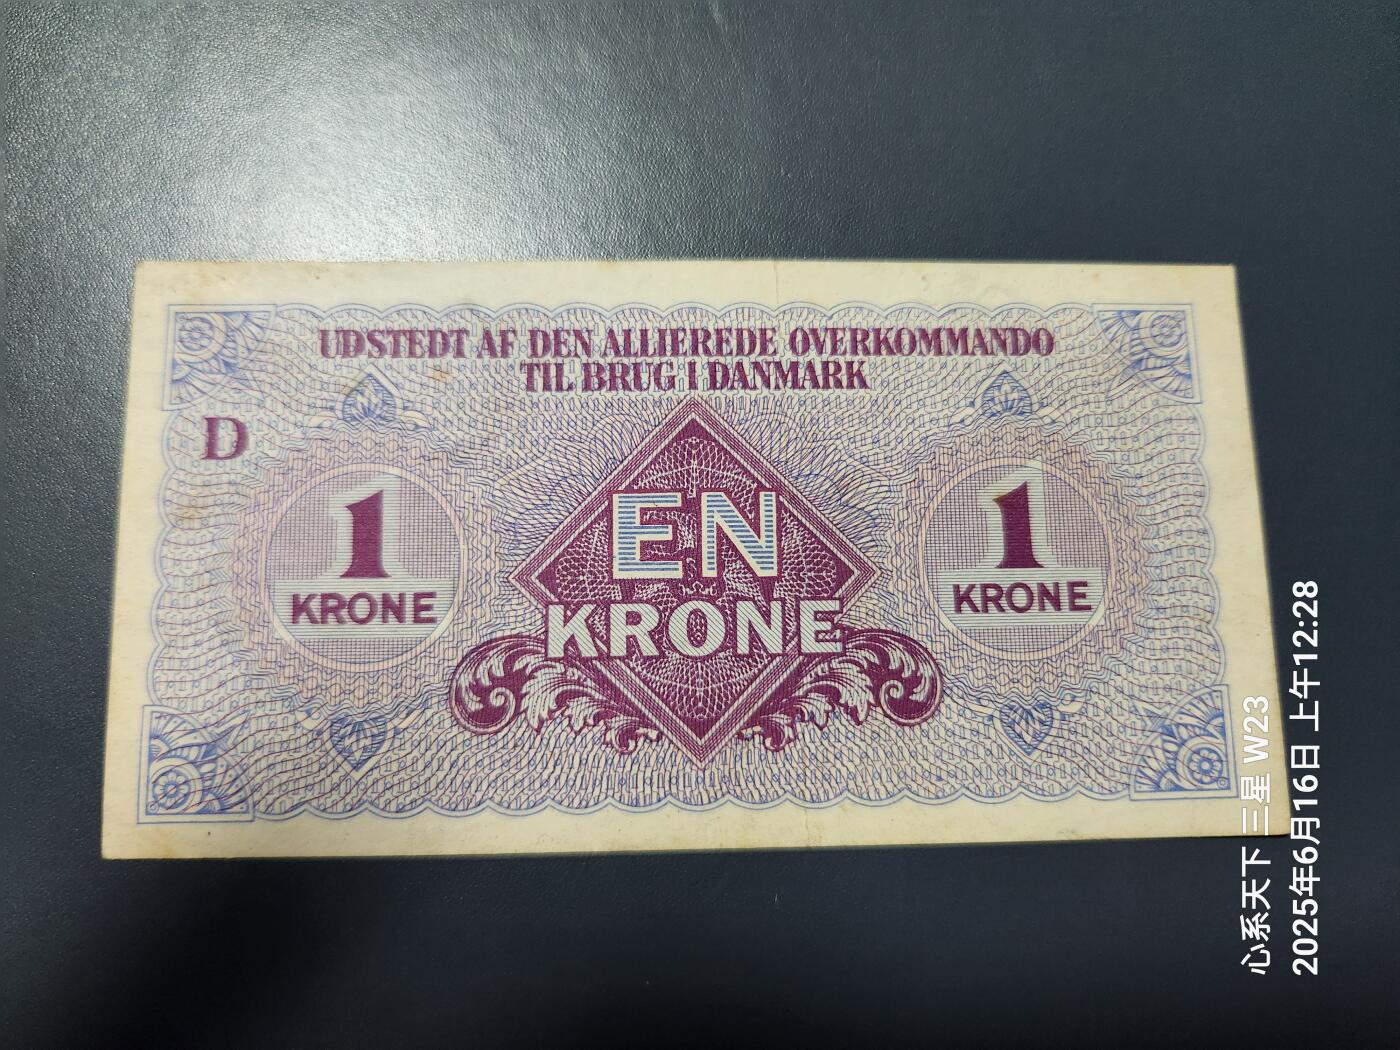 UDSTEDT AF DEN ALLIEREDE OVERKOMMANDO
TIL BRUG I DANMARK
D
1
KRONE
EN
KRONE
1
KRONE
心系天下 三星 W23
2025年6月16日 上午12:28